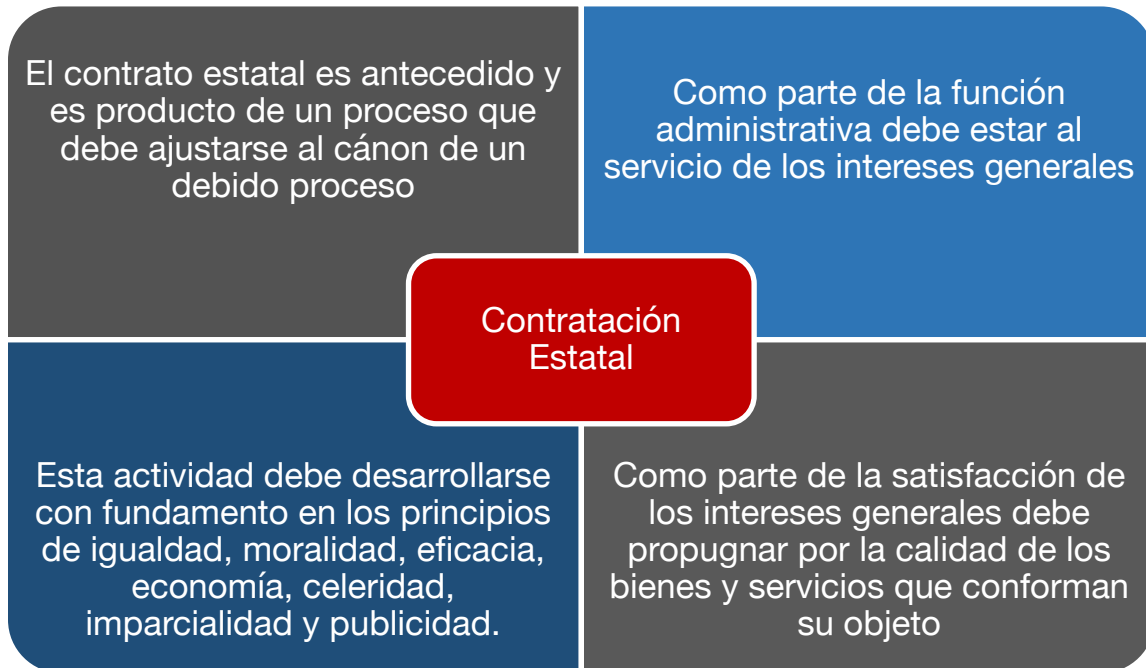 El contrato estatal es antecedido y
es producto de un proceso que
debe ajustarse al cánon de un
debido proceso
Como parte de la función
administrativa debe estar al
servicio de los intereses generales
Contratación
Estatal
Esta actividad debe desarrollarse
con fundamento en los principios
de igualdad, moralidad, eficacia,
economía, celeridad,
imparcialidad y publicidad.
Como parte de la satisfacción de
los intereses generales debe
propugnar por la calidad de los
bienes y servicios que conforman
su objeto